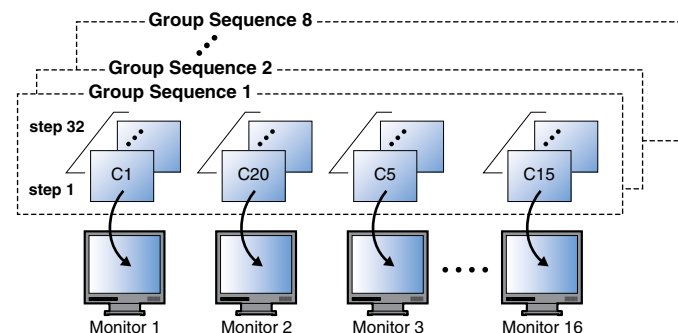 Group Sequence 8
Group Sequence 2
Group Sequence 1
step 32
step 1
C1
C20
C5
C15
Monitor 1
Monitor 2
Monitor 3
Monitor 16